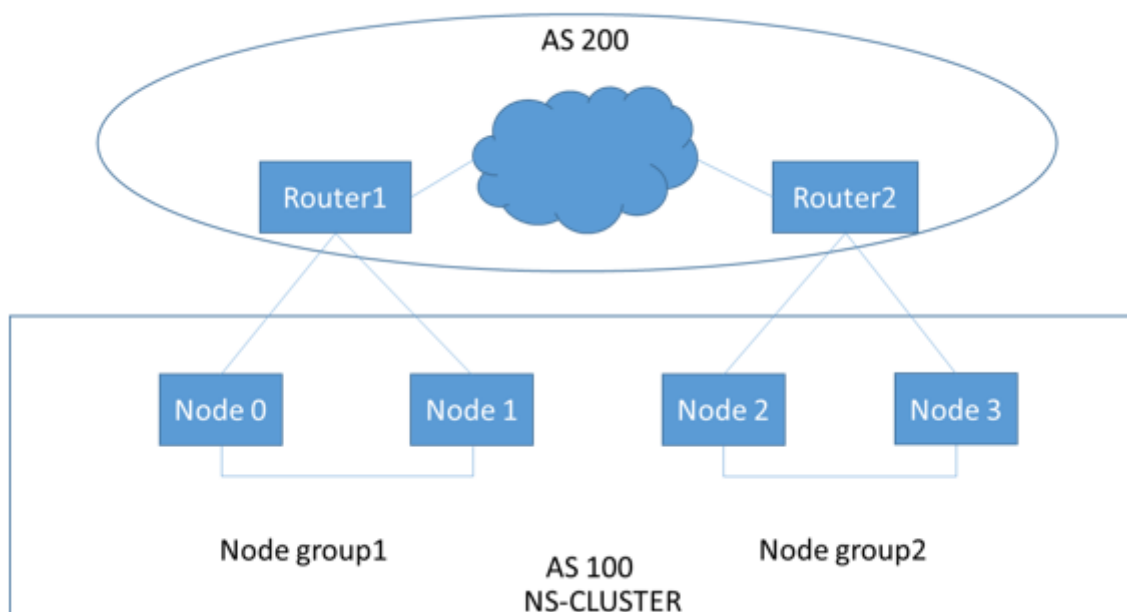 AS 200
Router1
Router2
Node 0
Node 1
Node 2
Node 3
Node group1
Node group2
AS 100
NS-CLUSTER